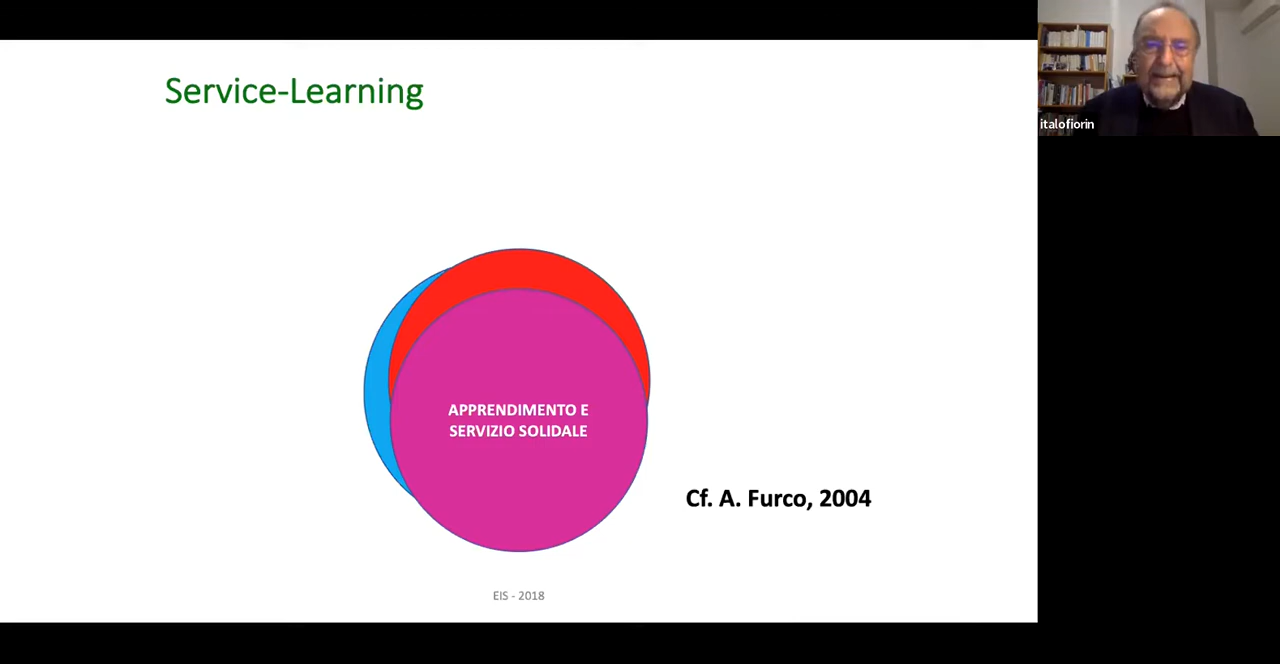 Service-Learning
italofiorin
APPRENDIMENTO E
SERVIZIO SOLIDALE
Cf. A. Furco, 2004
EIS - 2018